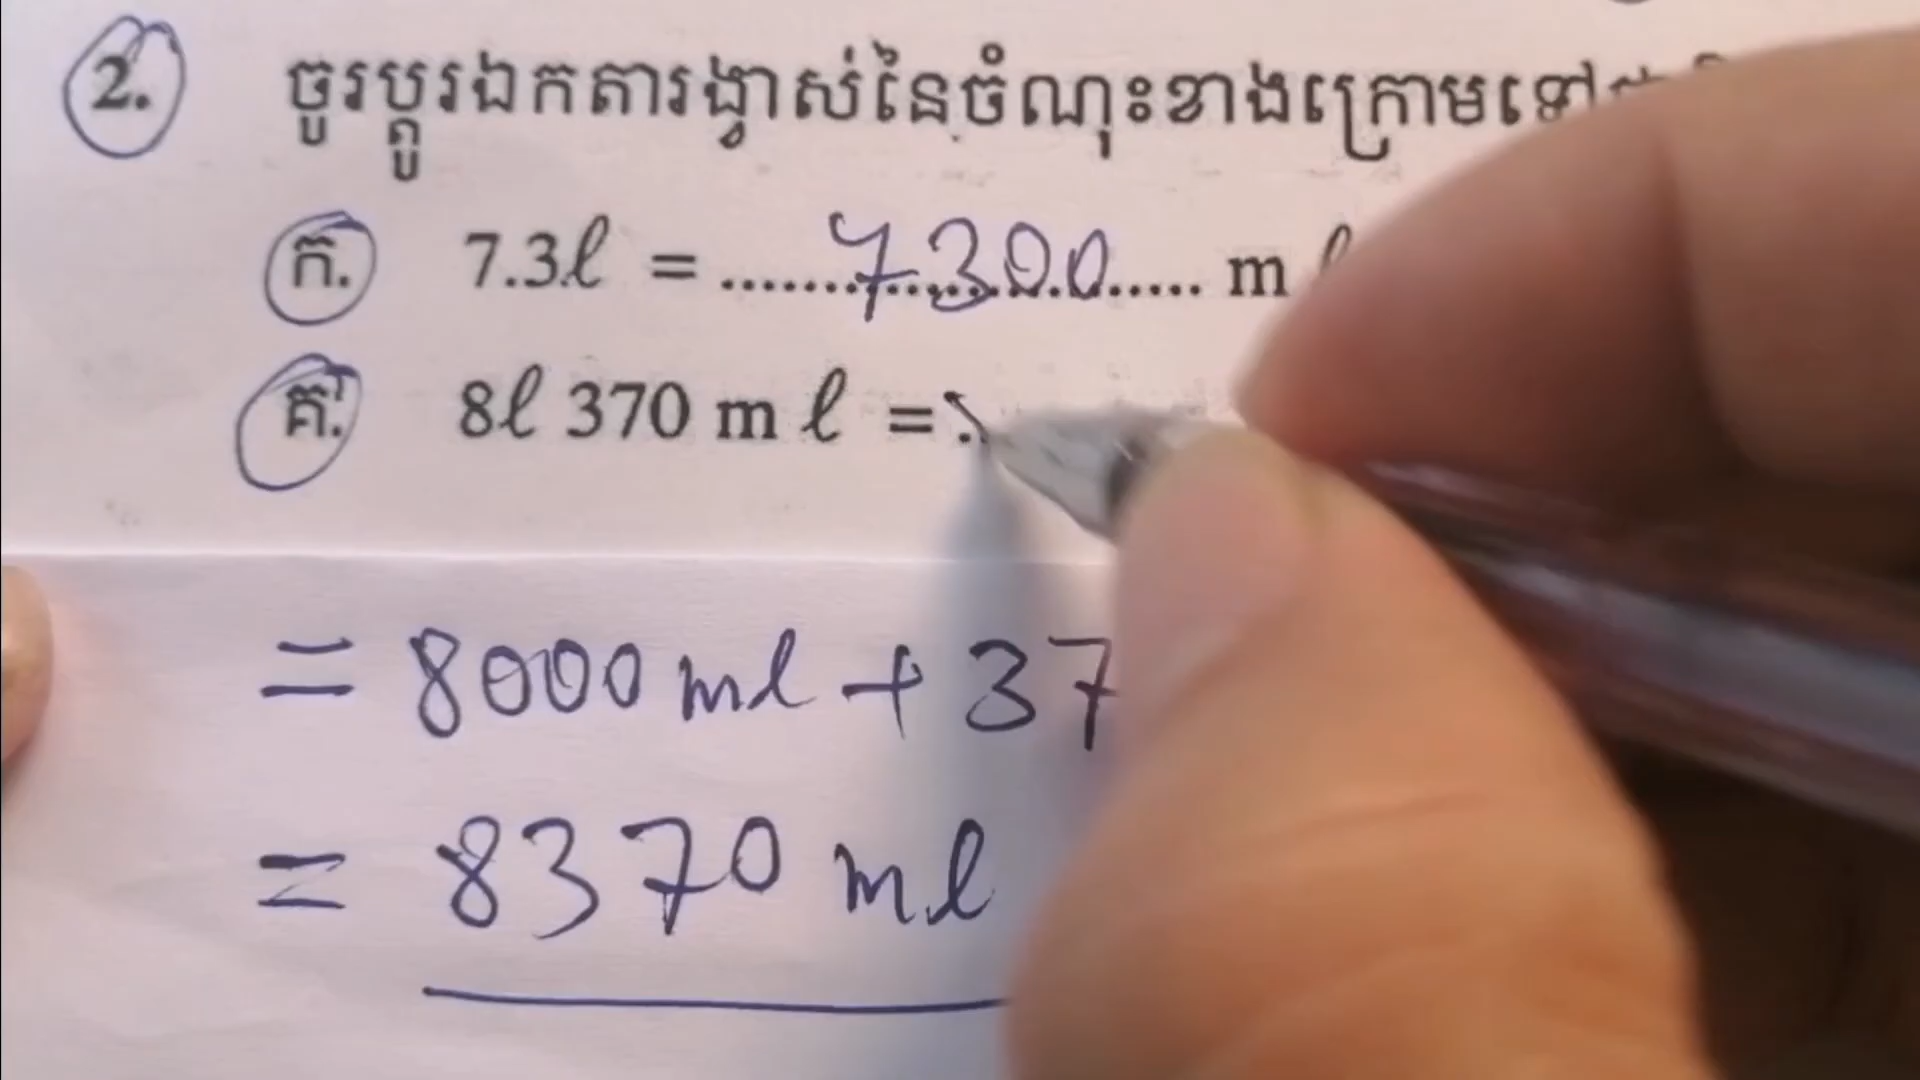 2. ចូរប្ដូរឯកតារង្វាស់នៃចំណុះខាងក្រោមទៅ
ក. 7.3ℓ = ......7300...... m ℓ
គ. 8ℓ 370 m ℓ =
= 8000 ml + 37
= 8370 ml